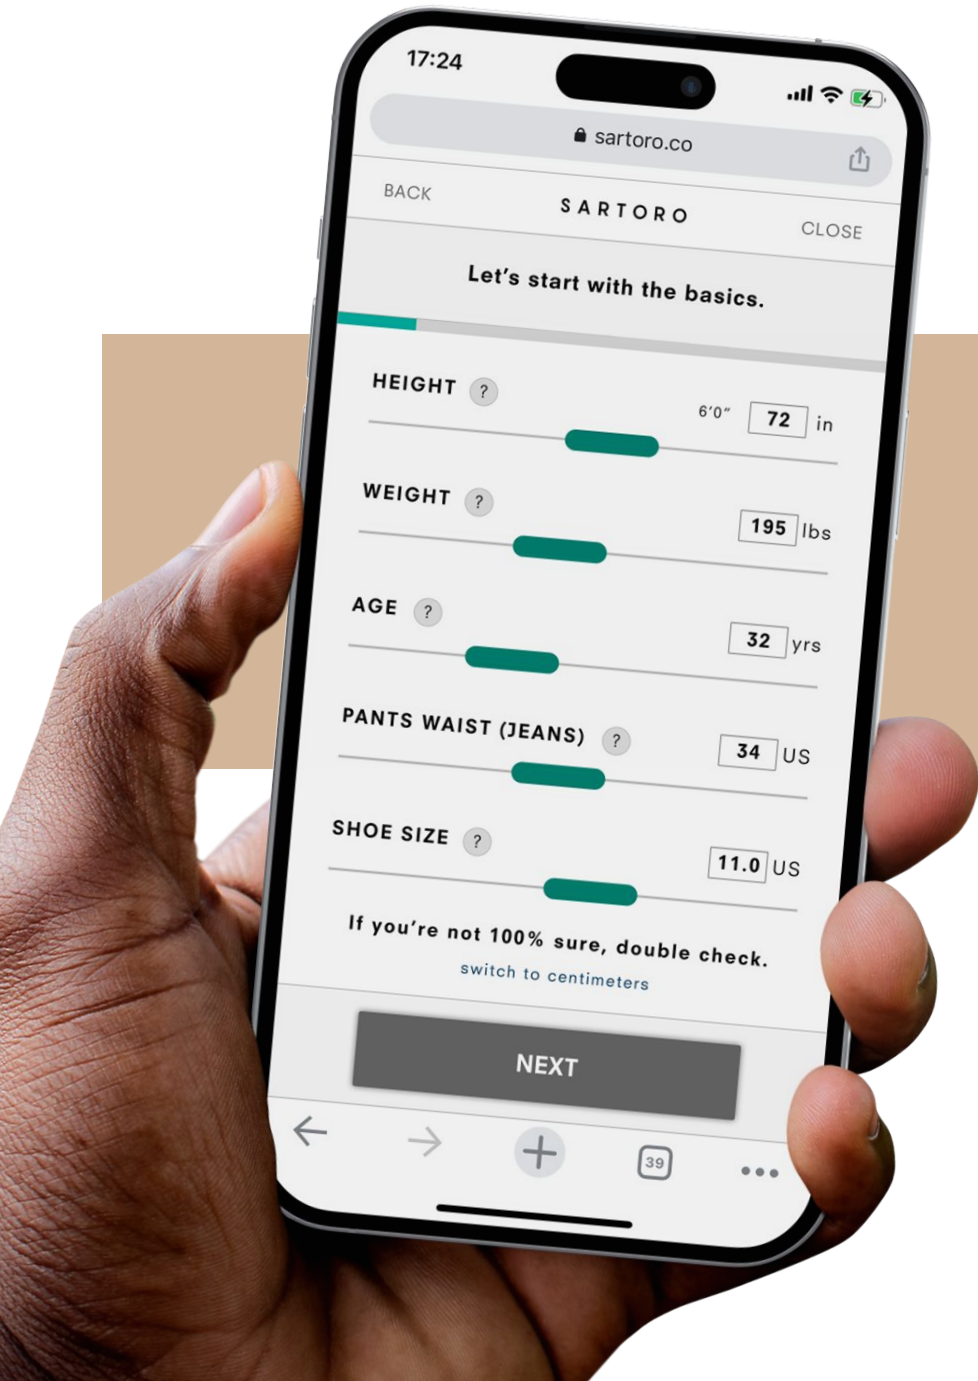 17:24
sartoro.co
BACK SARTORO CLOSE
Let's start with the basics.
HEIGHT ? 6'0" 72 in
WEIGHT ? 195 lbs
AGE ? 32 yrs
PANTS WAIST (JEANS) ? 34 US
SHOE SIZE ? 11.0 US
If you're not 100% sure, double check.
switch to centimeters
NEXT
39